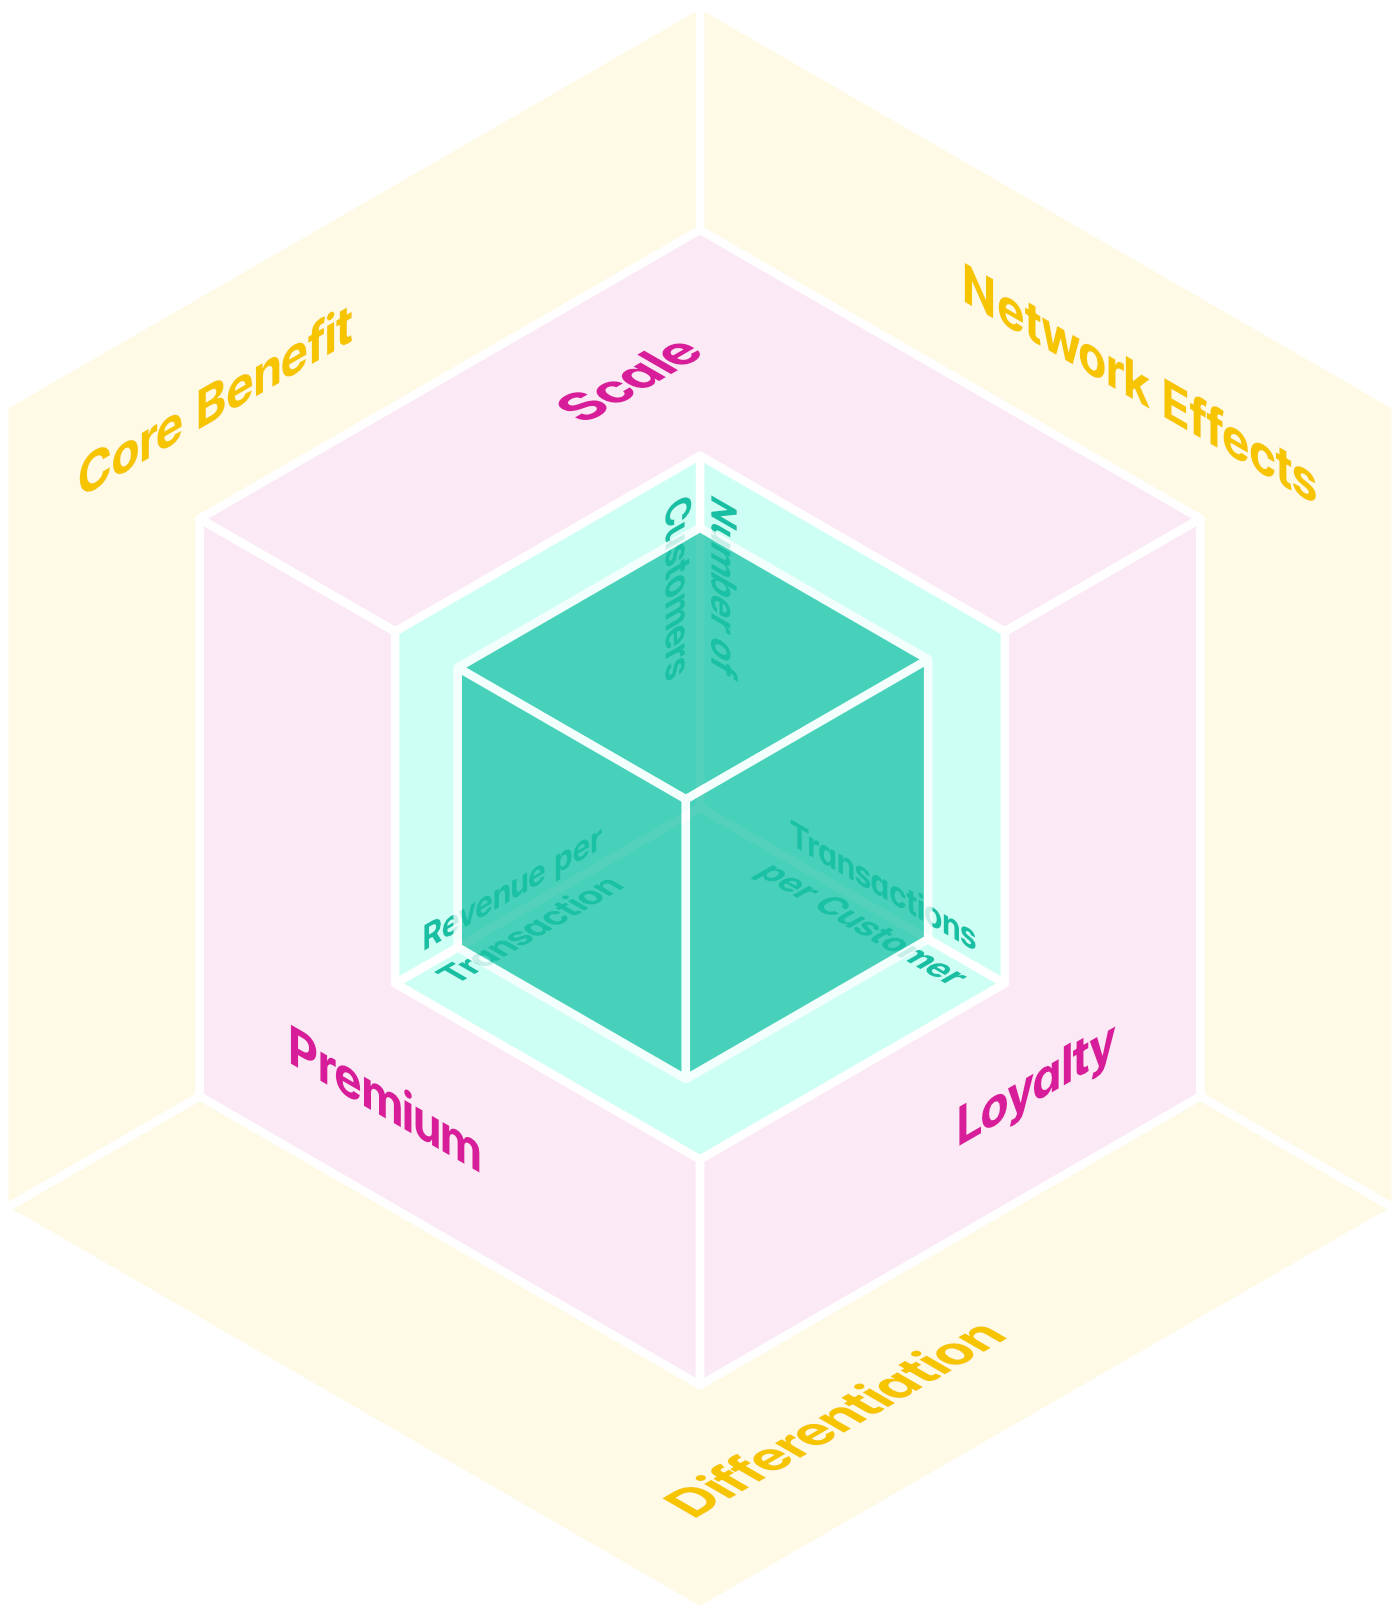 Core Benefit
Network Effects
Scale
Number of
Customers
Revenue per
Transaction
Transactions
per Customer
Premium
Loyalty
Differentiation